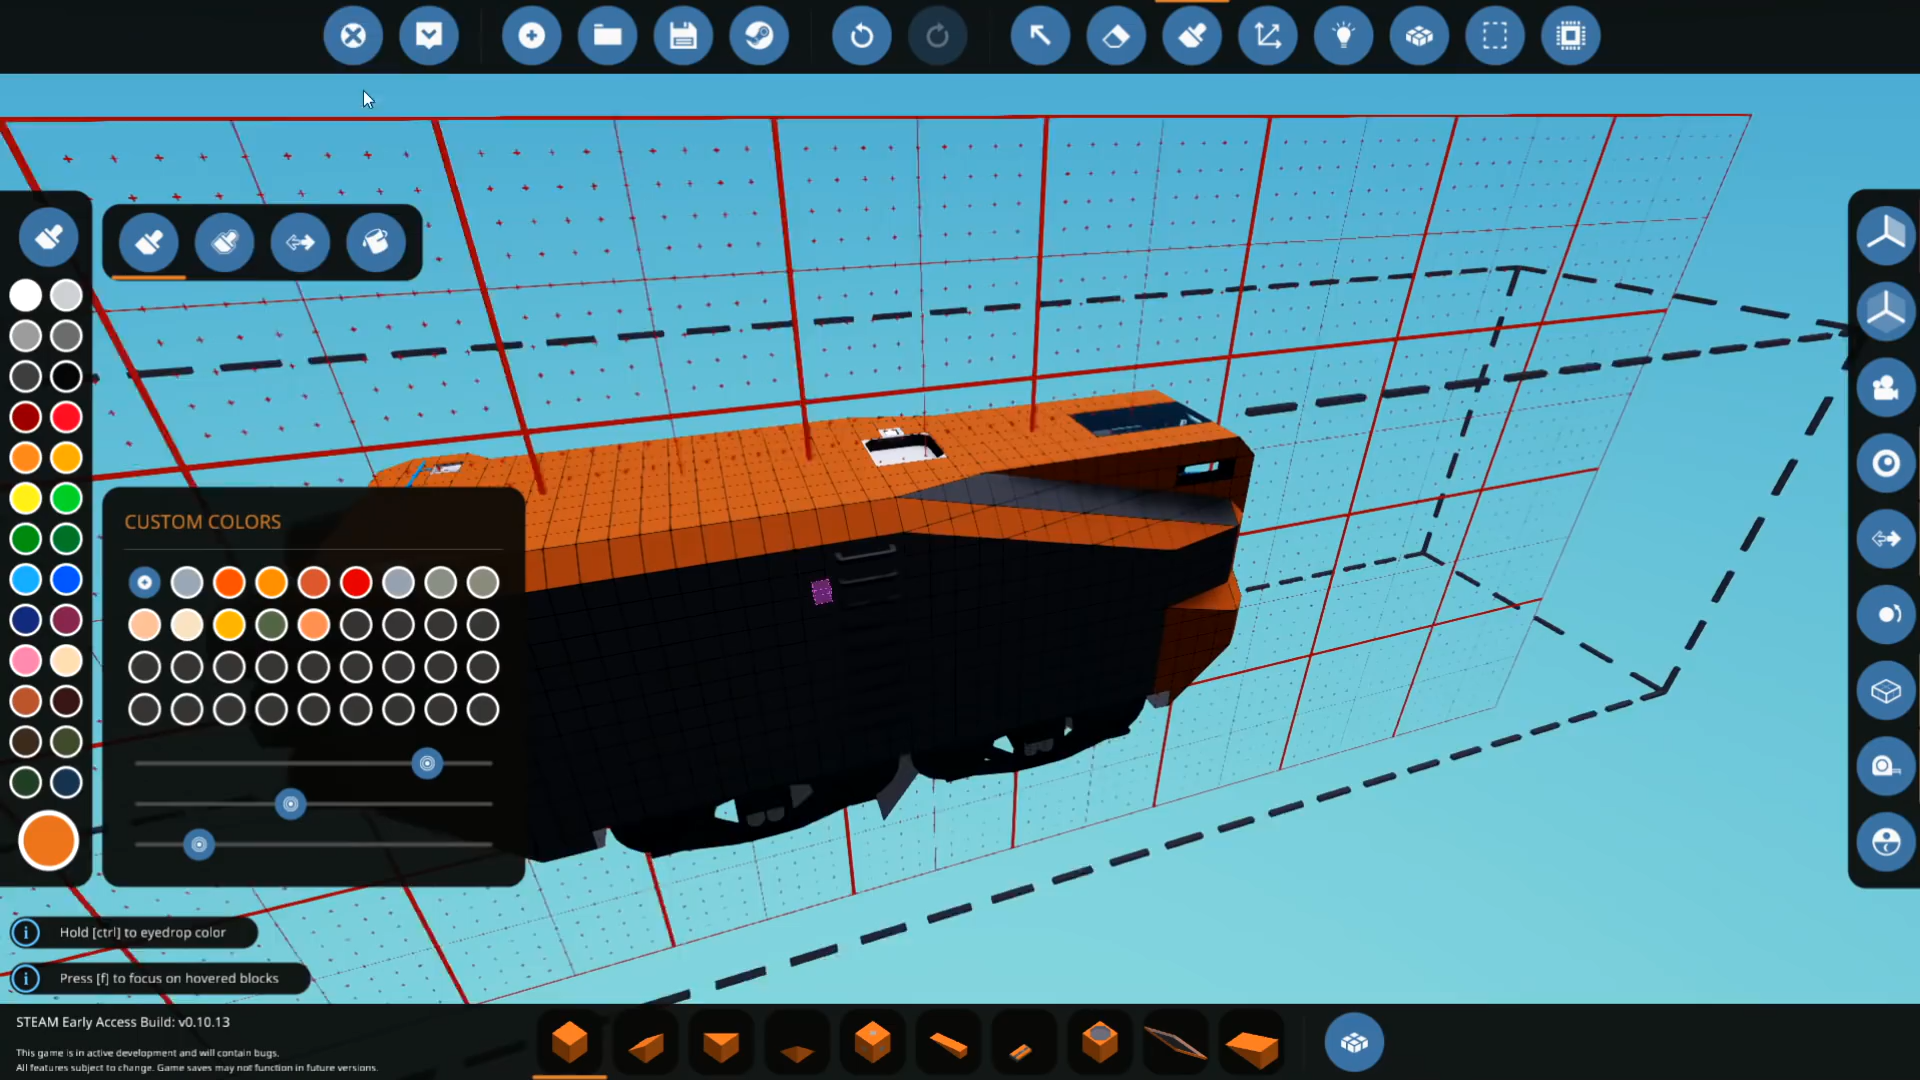 CUSTOM COLORS
Hold [ctrl] to eyedrop color
Press [f] to focus on hovered blocks
STEAM Early Access Build: v0.10.13
This game is in active development and will contain bugs.
All features subject to change. Game saves may not function in future versions.